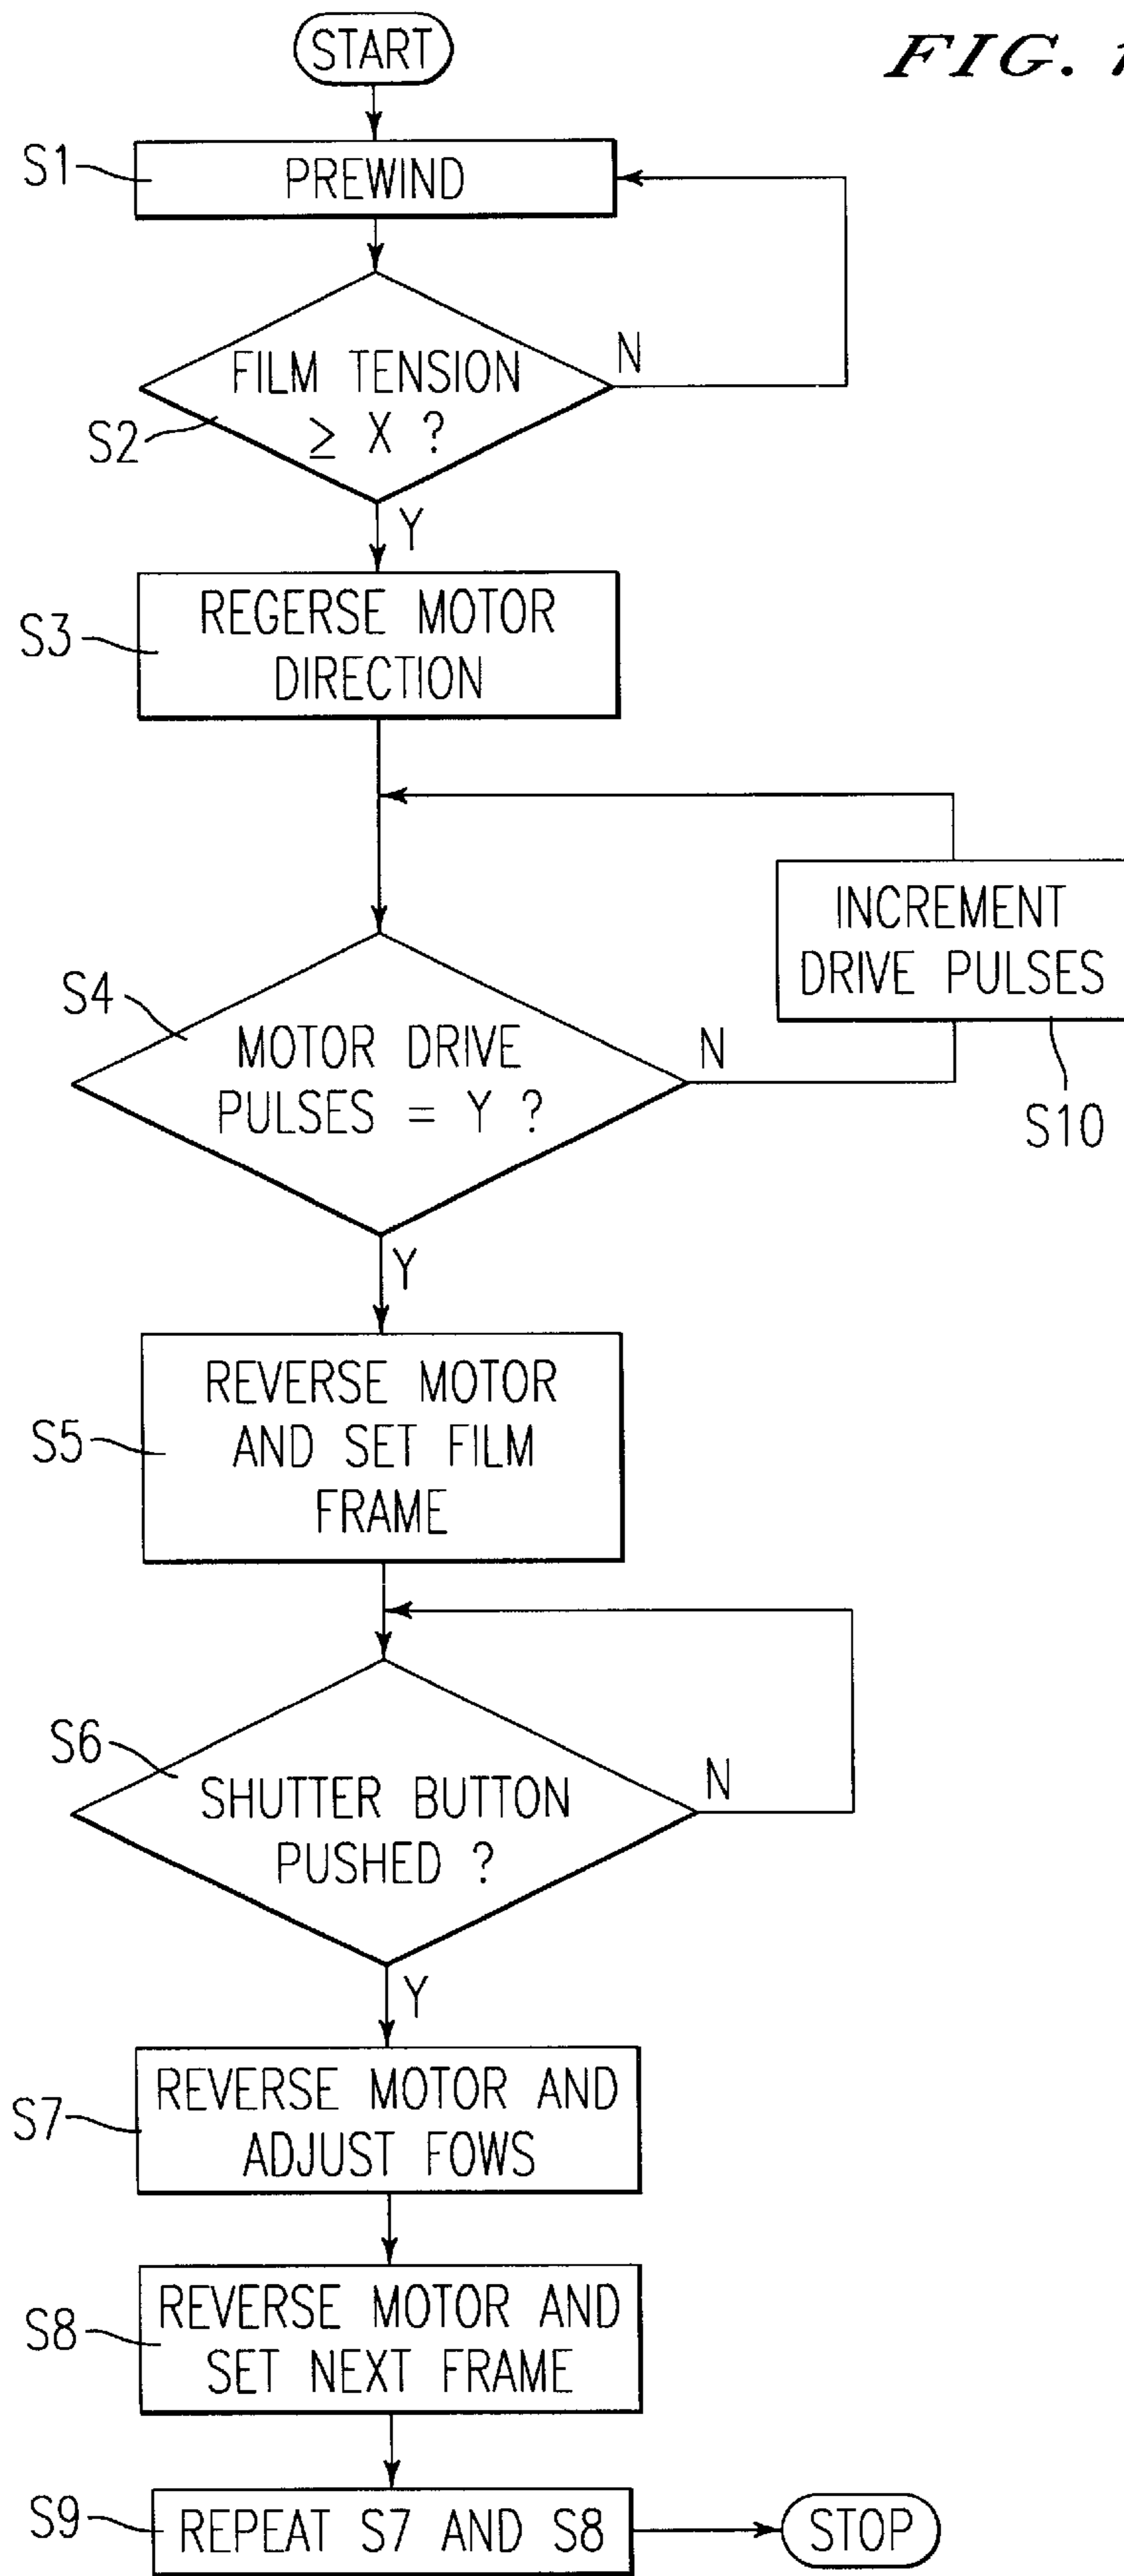 FIG. 1
START
S1
PREWIND
N
FILM TENSION
≥ X ?
S2
Y
S3
REGERSE MOTOR
DIRECTION
INCREMENT
DRIVE PULSES
S10
S4
MOTOR DRIVE
PULSES = Y ?
N
Y
S5
REVERSE MOTOR
AND SET FILM
FRAME
S6
SHUTTER BUTTON
PUSHED ?
N
Y
S7
REVERSE MOTOR AND
ADJUST FOWS
S8
REVERSE MOTOR AND
SET NEXT FRAME
S9
REPEAT S7 AND S8
STOP